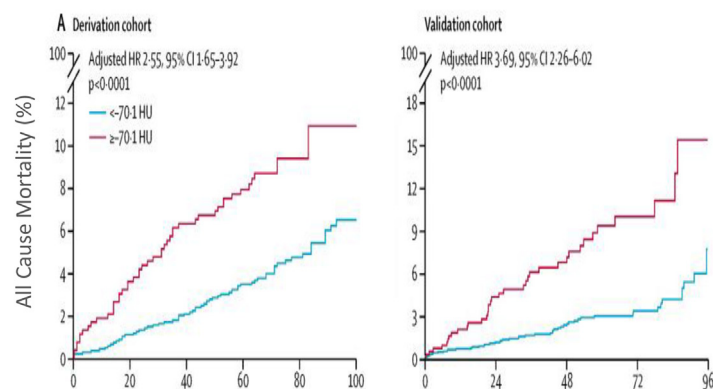 A Derivation cohort
Adjusted HR 2·55, 95% CI 1·65–3·92
p<0·0001
<–70·1 HU
≥–70·1 HU
All Cause Mortality (%)
100
12
10
8
6
4
2
0
0 20 40 60 80 100
Validation cohort
Adjusted HR 3·69, 95% CI 2·26–6·02
p<0·0001
100
18
15
12
9
6
3
0
0 24 48 72 96